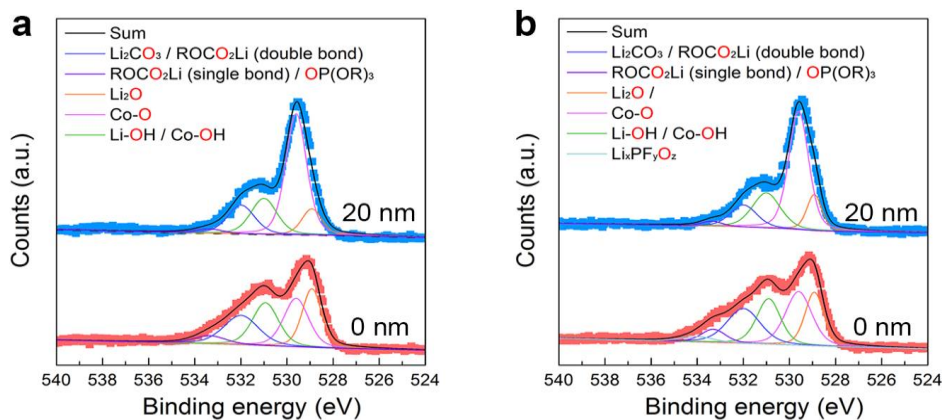 a
Sum
Li₂CO₃ / ROCO₂Li (double bond)
ROCO₂Li (single bond) / OP(OR)₃
Li₂O
Co-O
Li-OH / Co-OH
20 nm
0 nm
Counts (a.u.)
540 538 536 534 532 530 528 526 524
Binding energy (eV)
b
Sum
Li₂CO₃ / ROCO₂Li (double bond)
ROCO₂Li (single bond) / OP(OR)₃
Li₂O /
Co-O
Li-OH / Co-OH
LiₓPFᵧO𝓏
20 nm
0 nm
Counts (a.u.)
540 538 536 534 532 530 528 526 524
Binding energy (eV)